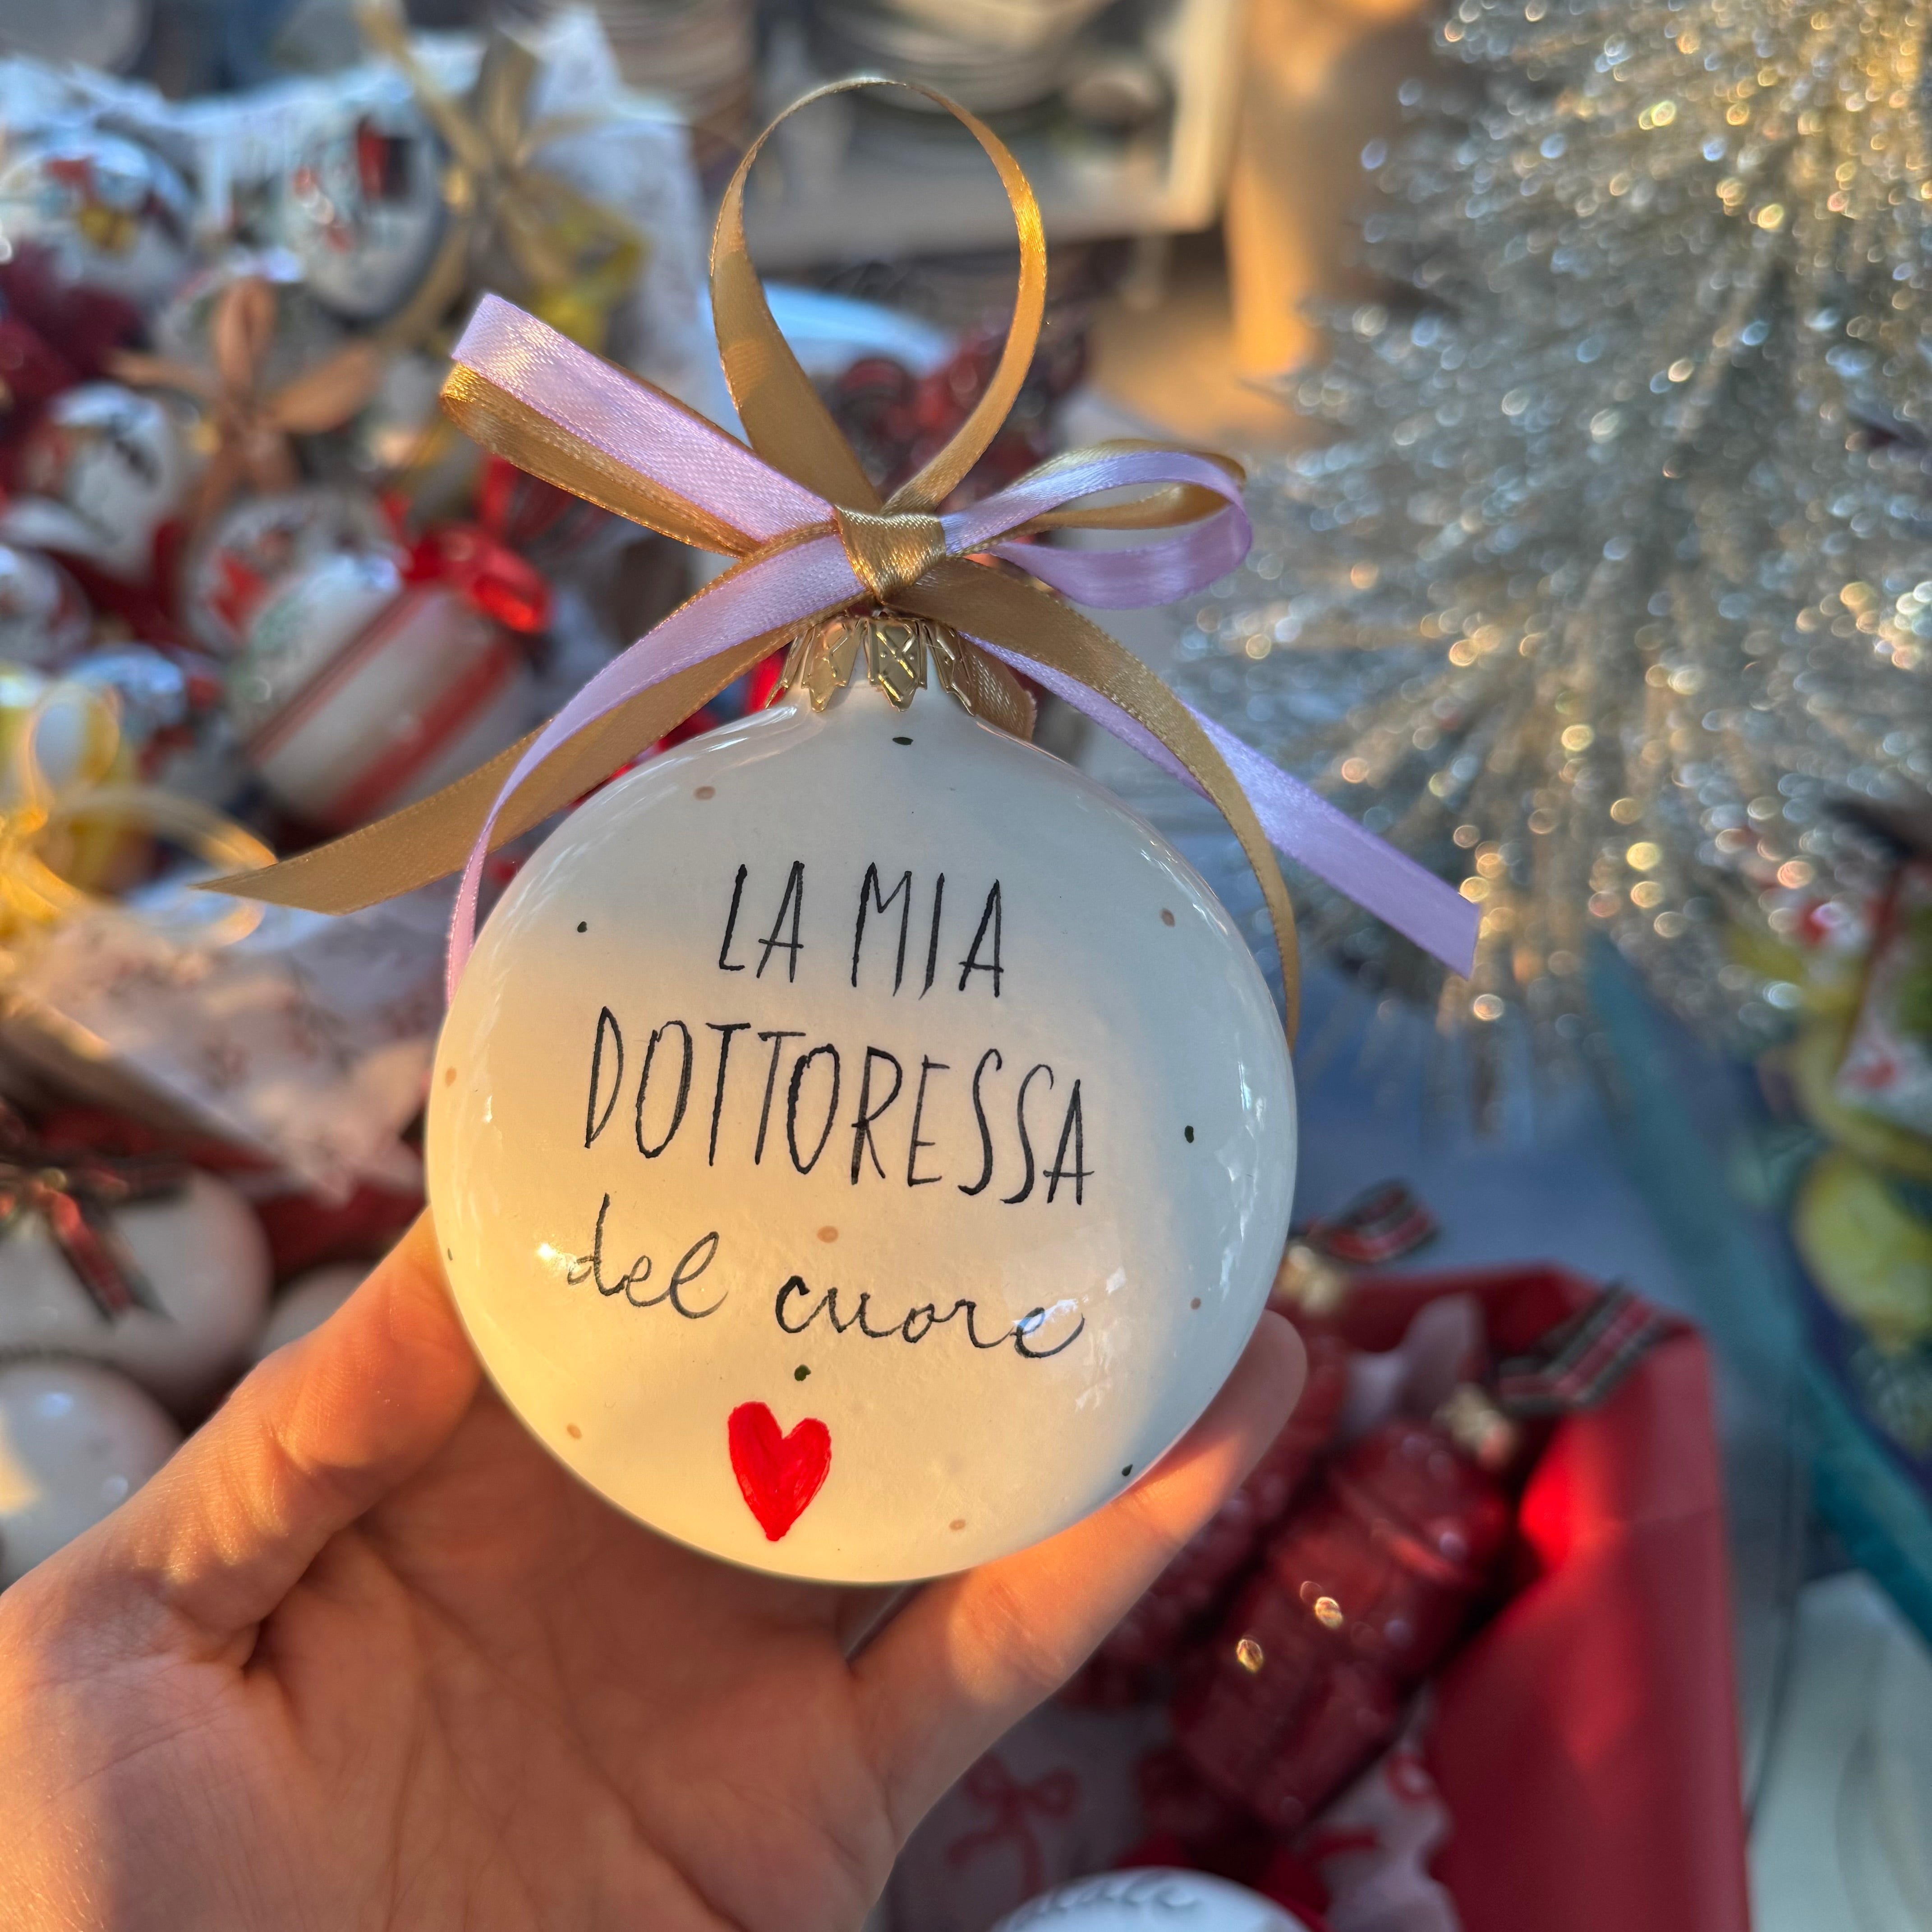 LA MIA
DOTTORESSA
del cuore